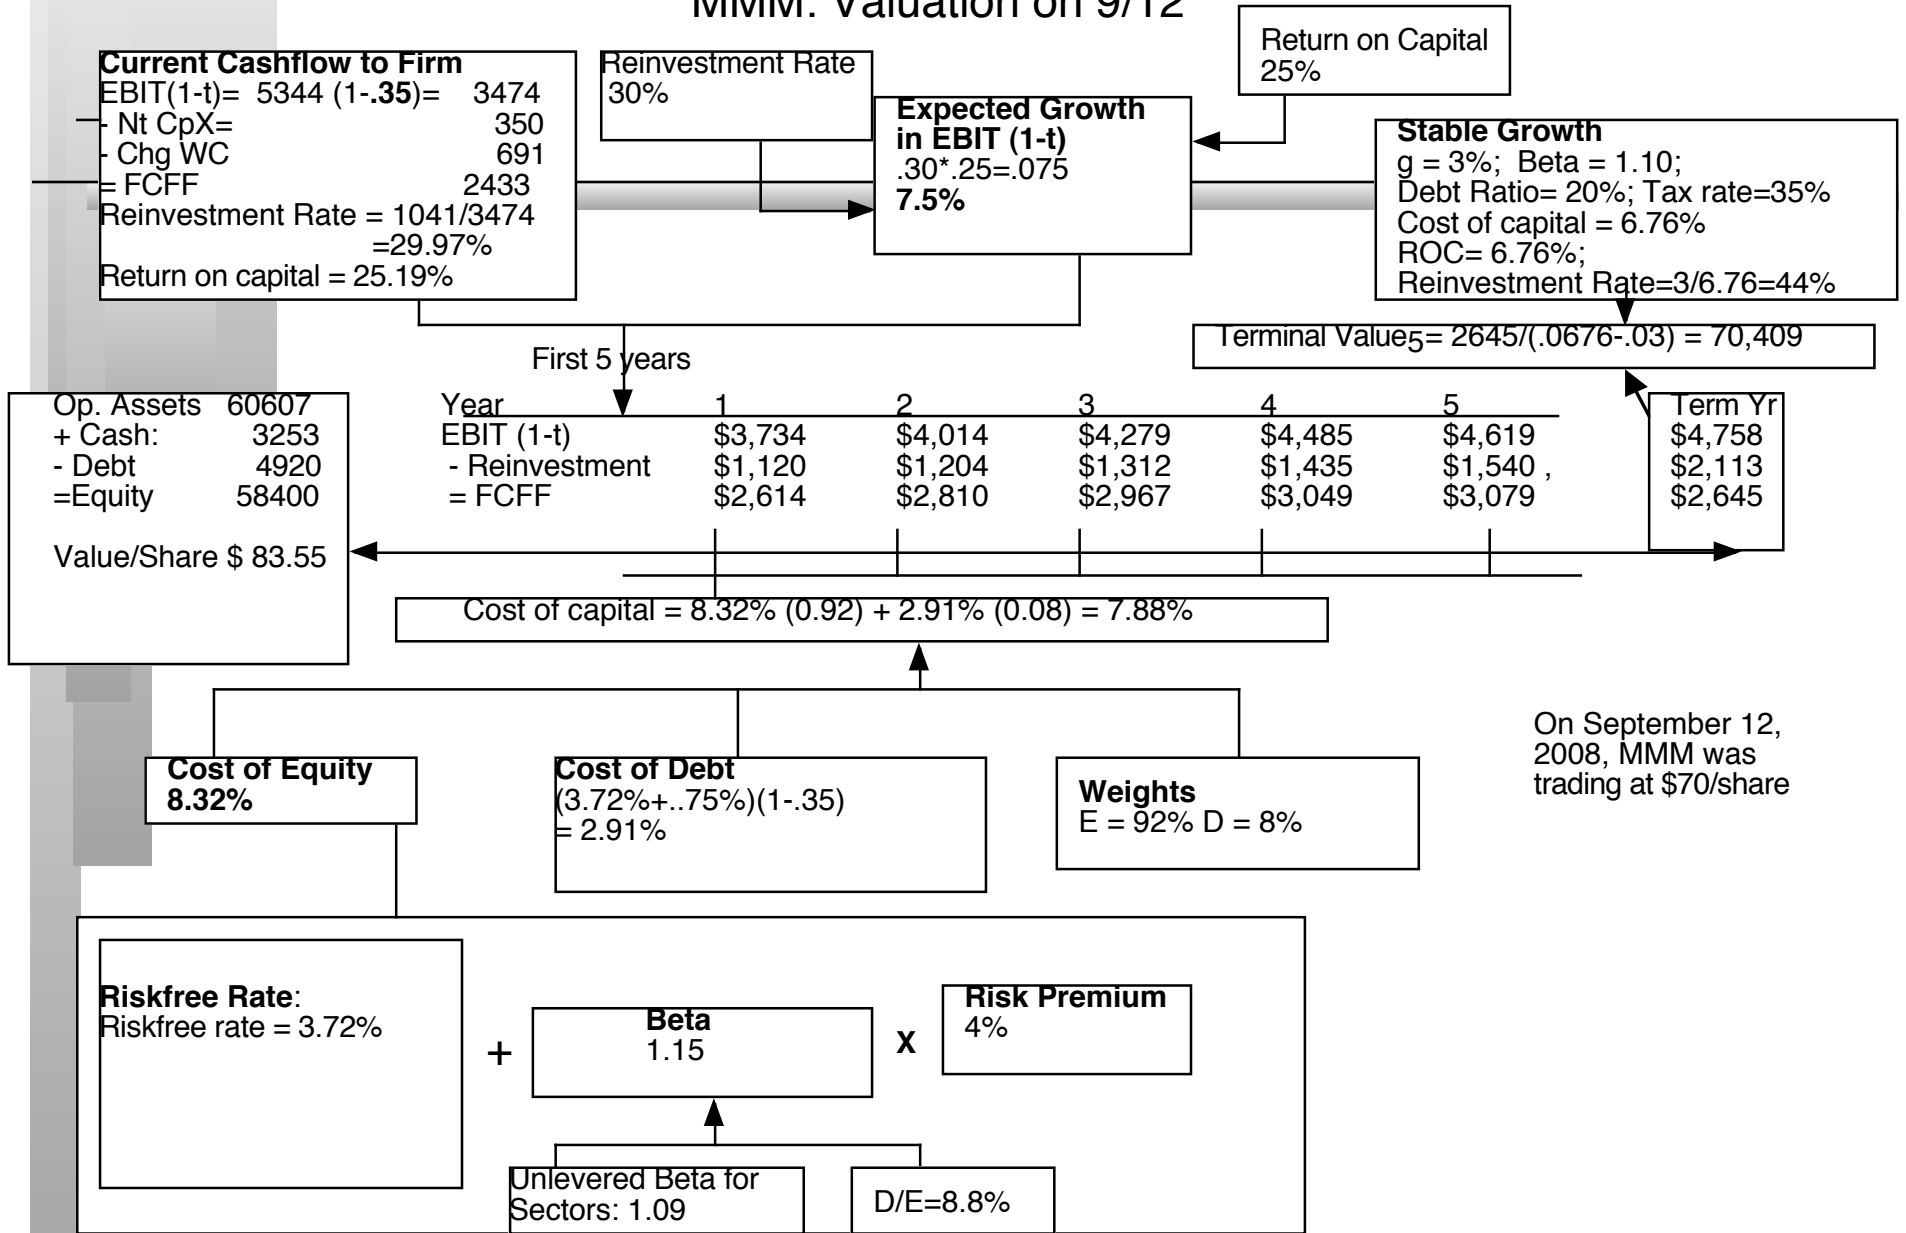 MMM: Valuation on 9/12
Current Cashflow to Firm
EBIT(1-t)= 5344 (1-.35)= 3474
- Nt CpX= 350
- Chg WC 691
= FCFF 2433
Reinvestment Rate = 1041/3474
=29.97%
Return on capital = 25.19%
Reinvestment Rate
30%
Expected Growth
in EBIT (1-t)
.30*.25=.075
7.5%
Return on Capital
25%
Stable Growth
g = 3%; Beta = 1.10;
Debt Ratio= 20%; Tax rate=35%
Cost of capital = 6.76%
ROC= 6.76%;
Reinvestment Rate=3/6.76=44%
Terminal Value5= 2645/(.0676-.03) = 70,409
First 5 years
Op. Assets 60607
+ Cash: 3253
- Debt 4920
=Equity 58400
Value/Share $ 83.55
Year 1 2 3 4 5 Term Yr
EBIT (1-t) $3,734 $4,014 $4,279 $4,485 $4,619 $4,758
- Reinvestment $1,120 $1,204 $1,312 $1,435 $1,540 , $2,113
= FCFF $2,614 $2,810 $2,967 $3,049 $3,079 $2,645
Cost of capital = 8.32% (0.92) + 2.91% (0.08) = 7.88%
Cost of Equity
8.32%
Cost of Debt
(3.72%+..75%)(1-.35)
= 2.91%
Weights
E = 92% D = 8%
On September 12,
2008, MMM was
trading at $70/share
Riskfree Rate:
Riskfree rate = 3.72%
+
Beta
1.15
X
Risk Premium
4%
Unlevered Beta for
Sectors: 1.09
D/E=8.8%